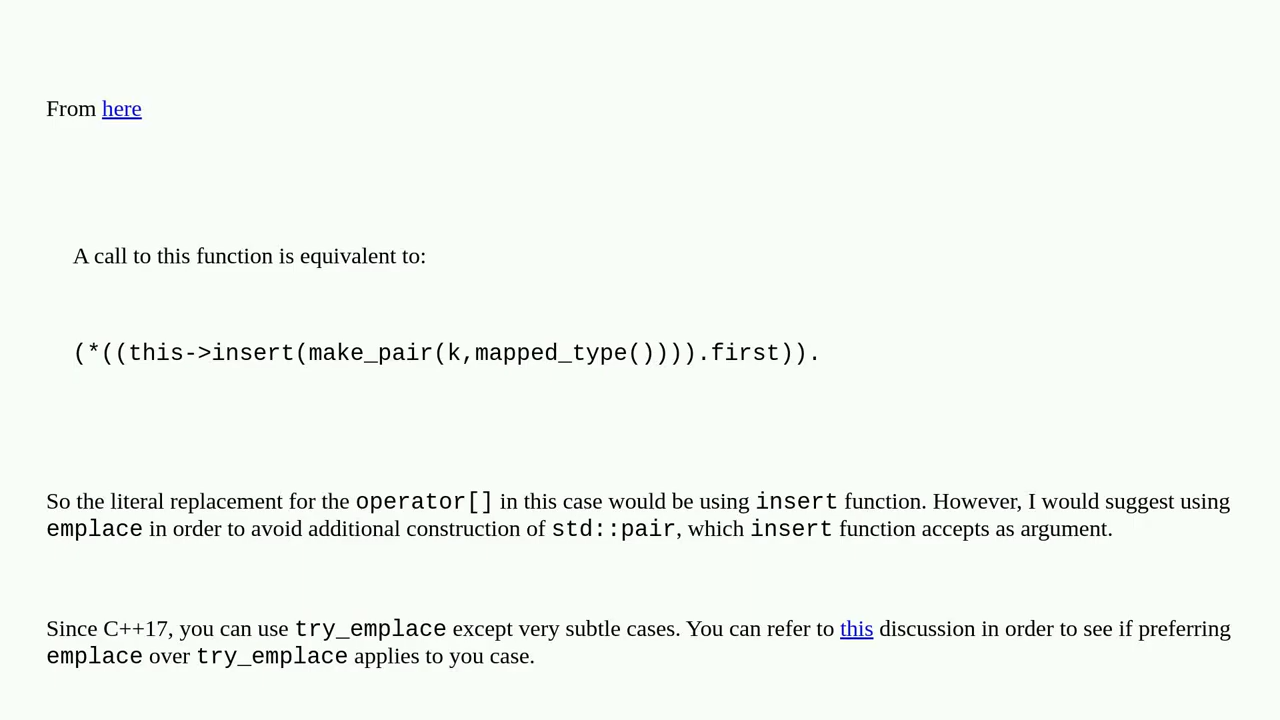 From here
A call to this function is equivalent to:
(*((this->insert(make_pair(k,mapped_type()))).first)).
So the literal replacement for the operator[] in this case would be using insert function. However, I would suggest using
emplace in order to avoid additional construction of std::pair, which insert function accepts as argument.
Since C++17, you can use try_emplace except very subtle cases. You can refer to this discussion in order to see if preferring
emplace over try_emplace applies to you case.